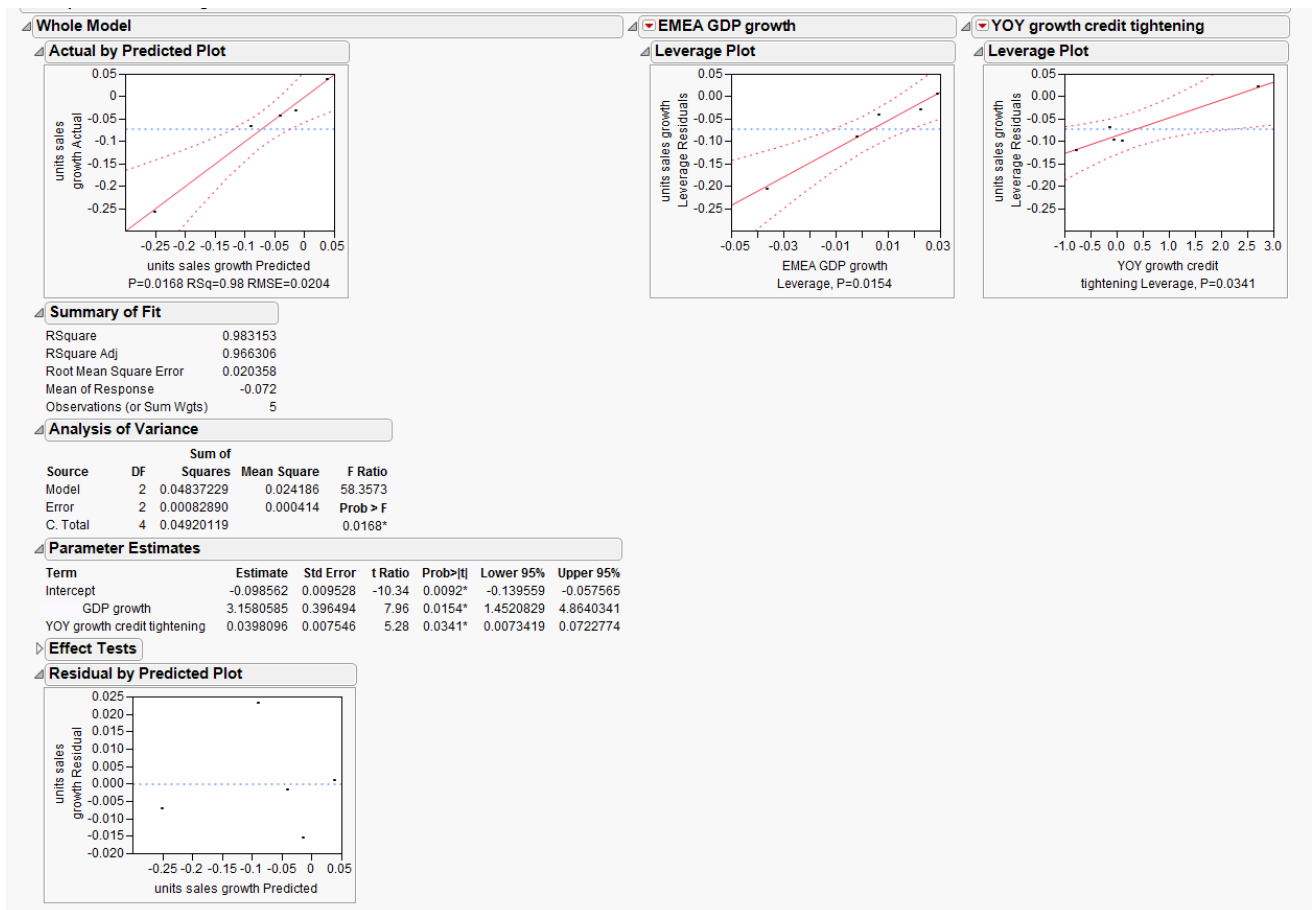 Whole Model
Actual by Predicted Plot
0.05
0
-0.05
-0.1
-0.15
-0.2
-0.25
units sales
growth Actual
-0.25 -0.2 -0.15 -0.1 -0.05 0 0.05
units sales growth Predicted
P=0.0168 RSq=0.98 RMSE=0.0204
EMEA GDP growth
Leverage Plot
0.05
0.00
-0.05
-0.10
-0.15
-0.20
-0.25
units sales growth
Leverage Residuals
-0.05 -0.03 -0.01 0.01 0.03
EMEA GDP growth
Leverage, P=0.0154
YOY growth credit tightening
Leverage Plot
0.05
0.00
-0.05
-0.10
-0.15
-0.20
-0.25
units sales growth
Leverage Residuals
-1.0 -0.5 0.0 0.5 1.0 1.5 2.0 2.5 3.0
YOY growth credit
tightening Leverage, P=0.0341
Summary of Fit
RSquare 0.983153
RSquare Adj 0.966306
Root Mean Square Error 0.020358
Mean of Response -0.072
Observations (or Sum Wgts) 5
Analysis of Variance
Sum of
Source DF Squares Mean Square F Ratio
Model 2 0.04837229 0.024186 58.3573
Error 2 0.00082890 0.000414 Prob > F
C. Total 4 0.04920119 0.0168*
Parameter Estimates
Term Estimate Std Error t Ratio Prob>|t| Lower 95% Upper 95%
Intercept -0.098562 0.009528 -10.34 0.0092* -0.139559 -0.057565
GDP growth 3.1580585 0.396494 7.96 0.0154* 1.4520829 4.8640341
YOY growth credit tightening 0.0398096 0.007546 5.28 0.0341* 0.0073419 0.0722774
Effect Tests
Residual by Predicted Plot
0.025
0.020
0.015
0.010
0.005
0.000
-0.005
-0.010
-0.015
-0.020
units sales
growth Residual
-0.25 -0.2 -0.15 -0.1 -0.05 0 0.05
units sales growth Predicted